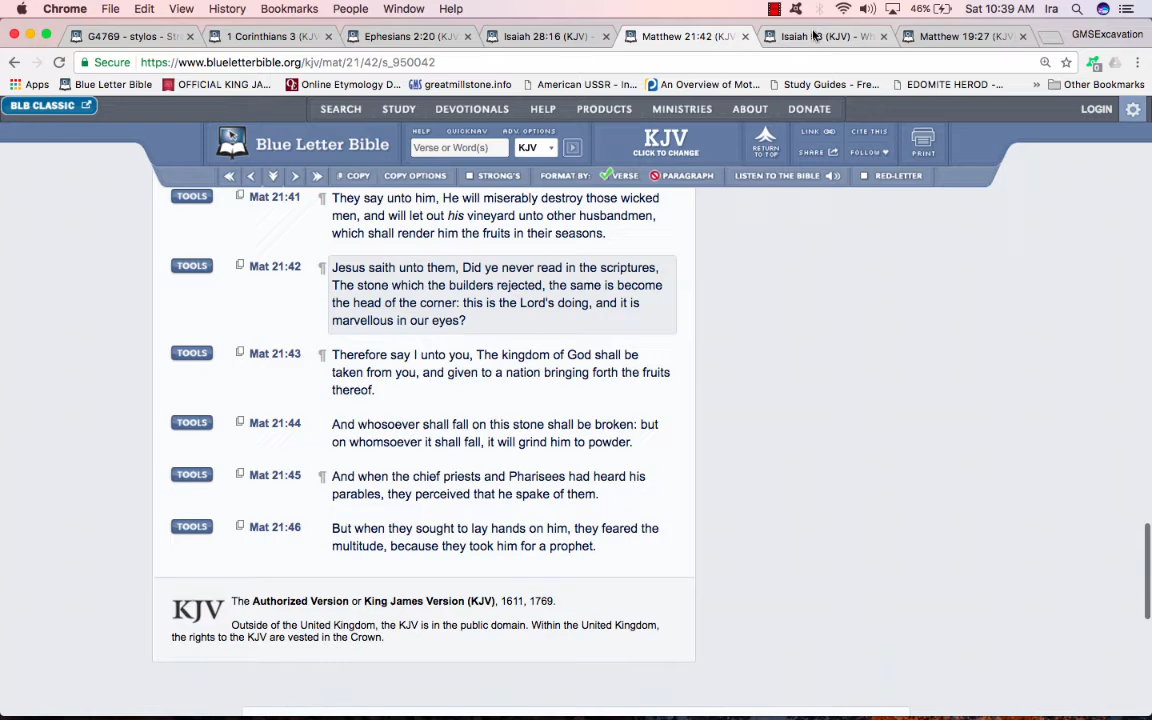 Chrome File Edit View History Bookmarks People Window Help 46% Sat 10:39 AM Ira
G4769 - stylos - Str 1 Corinthians 3 (KJV) Ephesians 2:20 (KJV) Isaiah 28:16 (KJV) - Matthew 21:42 (KJV) Isaiah (KJV) - Wh Matthew 19:27 (KJV) GMSExcavation
Secure https://www.blueletterbible.org/kjv/mat/21/42/s_950042
Apps Blue Letter Bible OFFICIAL KING JA... Online Etymology D... greatmillstone.info American USSR - In... An Overview of Mot... Study Guides - Fre... EDOMITE HEROD -... » Other Bookmarks
BLB CLASSIC SEARCH STUDY DEVOTIONALS HELP PRODUCTS MINISTRIES ABOUT DONATE LOGIN
HELP QUICKNAV ADV. OPTIONS
Blue Letter Bible Verse or Word(s) KJV KJV CLICK TO CHANGE RETURN TO TOP LINK CITE THIS SHARE FOLLOW PRINT
COPY COPY OPTIONS STRONG'S FORMAT BY: VERSE PARAGRAPH LISTEN TO THE BIBLE RED-LETTER
TOOLS Mat 21:41 ¶ They say unto him, He will miserably destroy those wicked
men, and will let out his vineyard unto other husbandmen,
which shall render him the fruits in their seasons.
TOOLS Mat 21:42 ¶ Jesus saith unto them, Did ye never read in the scriptures,
The stone which the builders rejected, the same is become
the head of the corner: this is the Lord's doing, and it is
marvellous in our eyes?
TOOLS Mat 21:43 ¶ Therefore say I unto you, The kingdom of God shall be
taken from you, and given to a nation bringing forth the fruits
thereof.
TOOLS Mat 21:44 And whosoever shall fall on this stone shall be broken: but
on whomsoever it shall fall, it will grind him to powder.
TOOLS Mat 21:45 ¶ And when the chief priests and Pharisees had heard his
parables, they perceived that he spake of them.
TOOLS Mat 21:46 But when they sought to lay hands on him, they feared the
multitude, because they took him for a prophet.
KJV The Authorized Version or King James Version (KJV), 1611, 1769.
Outside of the United Kingdom, the KJV is in the public domain. Within the United Kingdom,
the rights to the KJV are vested in the Crown.